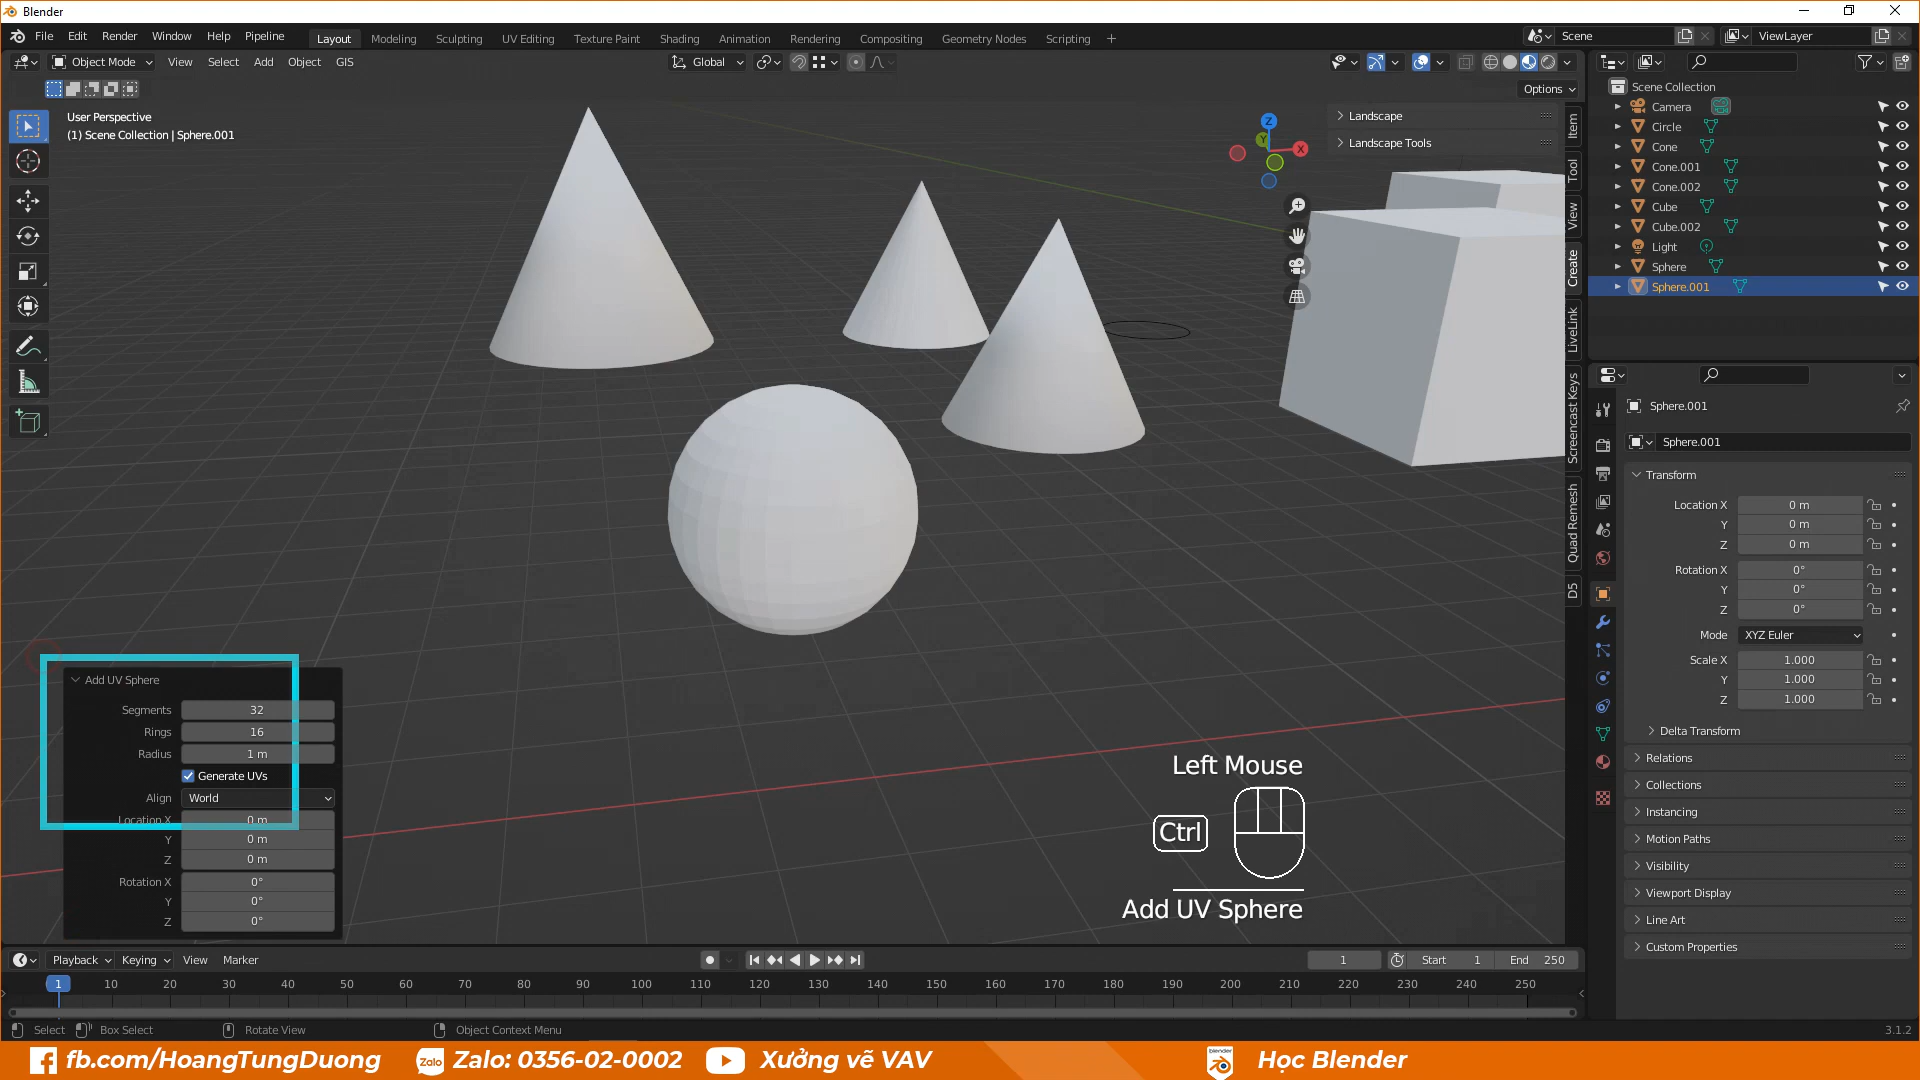 Blender
File Edit Render Window Help Pipeline Layout Modeling Sculpting UV Editing Texture Paint Shading Animation Rendering Compositing Geometry Nodes Scripting + Scene ViewLayer
Object Mode View Select Add Object GIS Global
Options
User Perspective
(1) Scene Collection | Sphere.001
Z
Y
X
Landscape
Landscape Tools
Item
Tool
View
Create
LiveLink
Screencast Keys
Quad Remesh
D5
Scene Collection
Camera
Circle
Cone
Cone.001
Cone.002
Cube
Cube.002
Light
Sphere
Sphere.001
Sphere.001
Sphere.001
Transform
Location X 0 m
Y 0 m
Z 0 m
Rotation X 0°
Y 0°
Z 0°
Mode XYZ Euler
Scale X 1.000
Y 1.000
Z 1.000
Delta Transform
Relations
Collections
Instancing
Motion Paths
Visibility
Viewport Display
Line Art
Custom Properties
Add UV Sphere
Segments 32
Rings 16
Radius 1 m
Generate UVs
Align World
Location X 0 m
Y 0 m
Z 0 m
Rotation X 0°
Y 0°
Z 0°
Left Mouse
Ctrl
Add UV Sphere
Playback Keying View Marker 1 Start 1 End 250
1 10 20 30 40 50 60 70 80 90 100 110 120 130 140 150 160 170 180 190 200 210 220 230 240 250
Select Box Select Rotate View Object Context Menu 3.1.2
fb.com/HoangTungDuong Zalo Zalo: 0356-02-0002 Xưởng vẽ VAV blender Học Blender